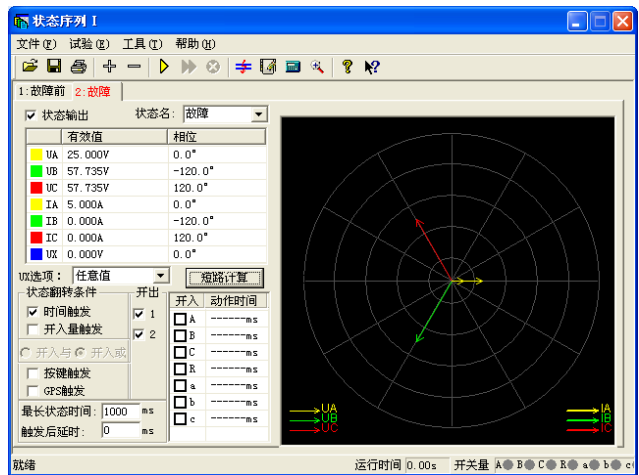 状态序列 I
文件(F) 试验(E) 工具(T) 帮助(H)
1:故障前 2:故障
状态输出 状态名: 故障
有效值 相位
UA 25.000V 0.0°
UB 57.735V -120.0°
UC 57.735V 120.0°
IA 5.000A 0.0°
IB 0.000A -120.0°
IC 0.000A 120.0°
UX 0.000V 0.0°
UX选项: 任意值 短路计算
状态翻转条件 开出
时间触发 1
开入量触发 2
开入与 开入或
按键触发
GPS触发
最长状态时间: 1000 ms
触发后延时: 0 ms
开入 动作时间
A ------ms
B ------ms
C ------ms
R ------ms
a ------ms
b ------ms
c ------ms
UA
UB
UC
IA
IB
IC
就绪 运行时间 0.00s 开关量 A B C R a b c